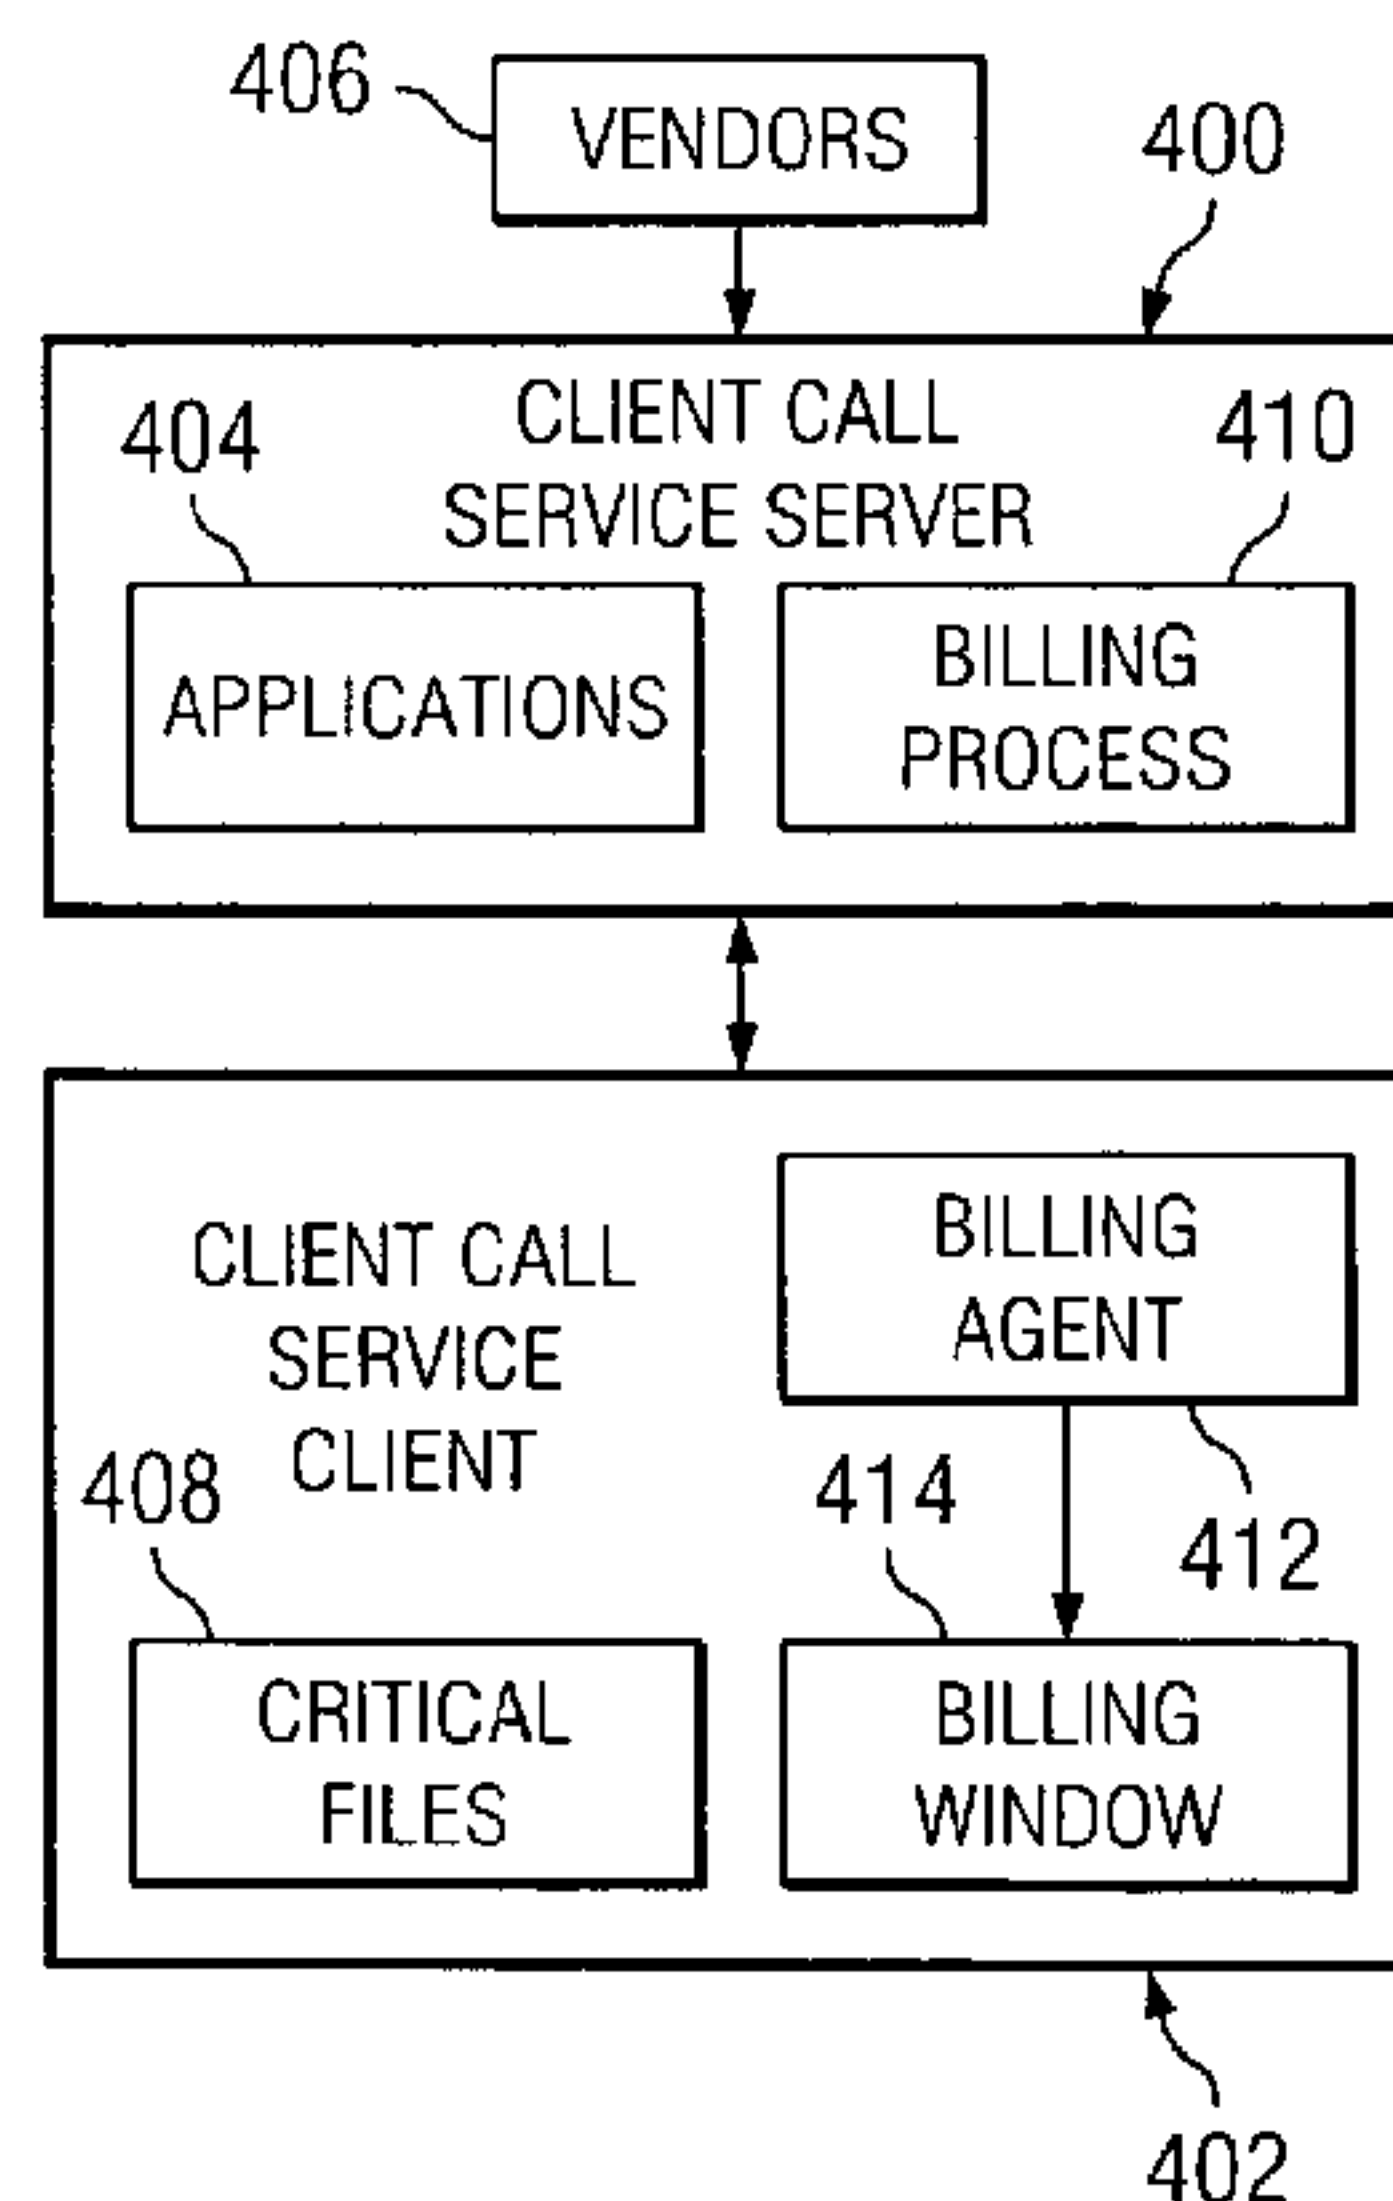 406
VENDORS
400
CLIENT CALL
SERVICE SERVER
404
410
APPLICATIONS
BILLING
PROCESS
CLIENT CALL
SERVICE
CLIENT
BILLING
AGENT
408
414
412
CRITICAL
FILES
BILLING
WINDOW
402